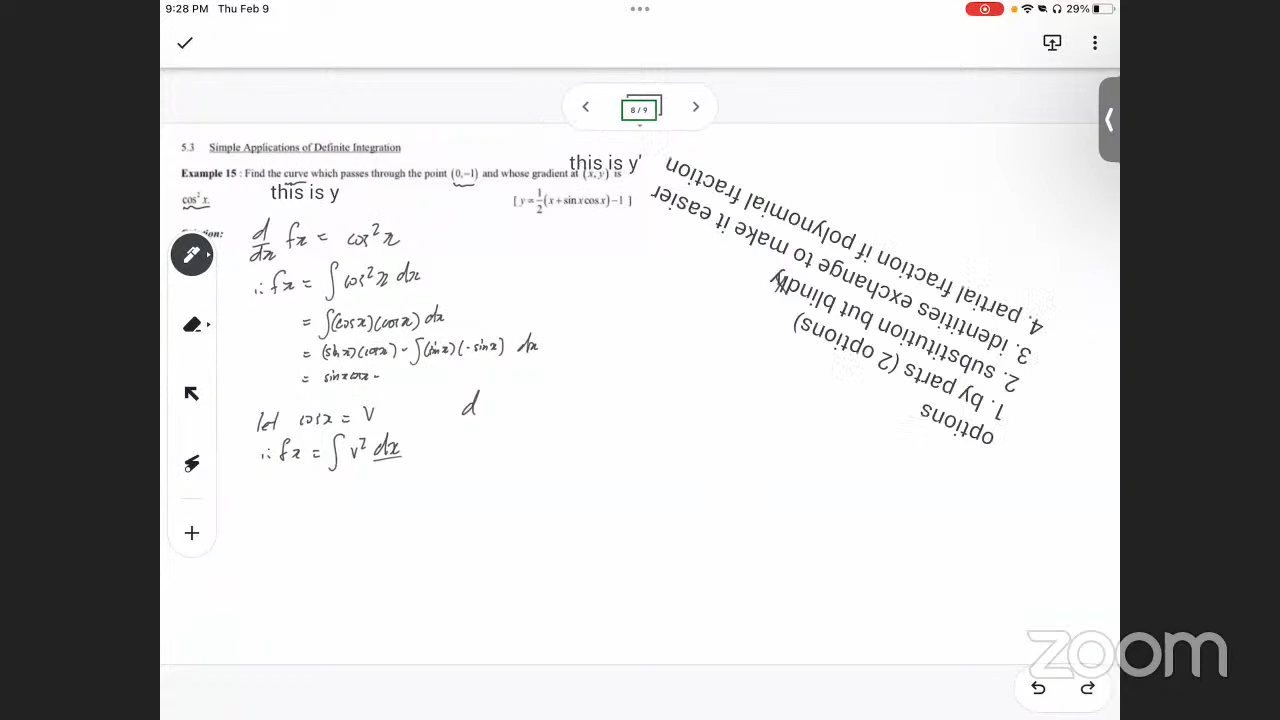 9:28 PM Thu Feb 9
29%
8 / 9
5.3 Simple Applications of Definite Integration
this is y'
Example 15 : Find the curve which passes through the point (0,−1) and whose gradient at (x, y) is
this is y
cos² x.
[ y = 1/2 (x + sin x cos x) − 1 ]
d/dx fx = cos² x
∴ fx = ∫ cos² x dx
= ∫ (cos x)(cos x) dx
= (sin x)(cos x) - ∫ (sin x)(-sin x) dx
= sin x cos x -
let cos x = V
d
∴ fx = ∫ v² dx
options
1. by parts (2 options)
2. substitution but blindly
3. identities exchange to make it easier
4. partial fraction if polynomial fraction
zoom